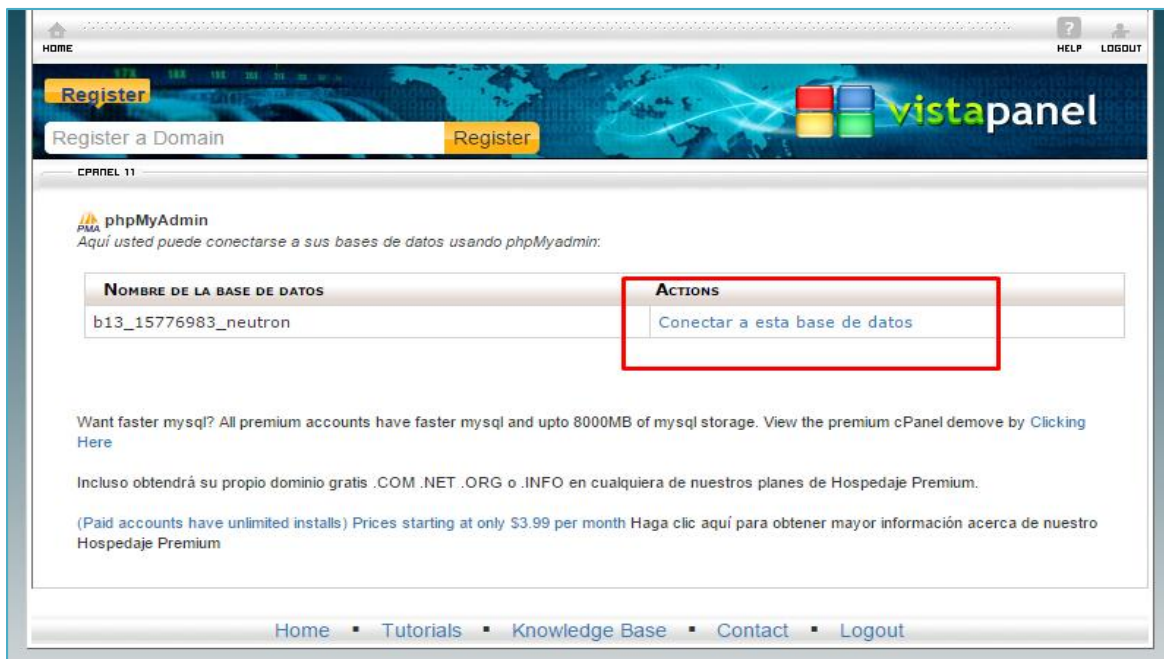 HOME
HELP LOGOUT
Register
Register a Domain Register
vistapanel
CPANEL 11
PMA phpMyAdmin
Aquí usted puede conectarse a sus bases de datos usando phpMyadmin:
NOMBRE DE LA BASE DE DATOS ACTIONS
b13_15776983_neutron Conectar a esta base de datos
Want faster mysql? All premium accounts have faster mysql and upto 8000MB of mysql storage. View the premium cPanel demove by Clicking
Here
Incluso obtendrá su propio dominio gratis .COM .NET .ORG o .INFO en cualquiera de nuestros planes de Hospedaje Premium.
(Paid accounts have unlimited installs) Prices starting at only $3.99 per month Haga clic aquí para obtener mayor información acerca de nuestro
Hospedaje Premium
Home ▪ Tutorials ▪ Knowledge Base ▪ Contact ▪ Logout